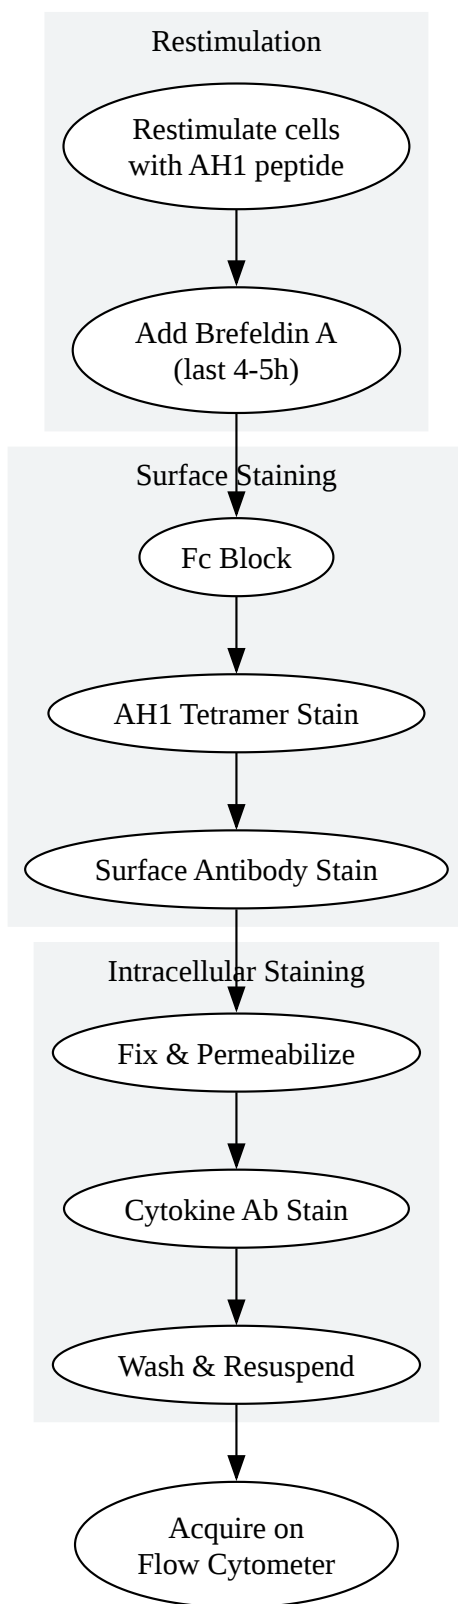 Restimulation
Restimulate cells
with AH1 peptide
Add Brefeldin A
(last 4-5h)
Surface Staining
Fc Block
AH1 Tetramer Stain
Surface Antibody Stain
Intracellular Staining
Fix & Permeabilize
Cytokine Ab Stain
Wash & Resuspend
Acquire on
Flow Cytometer